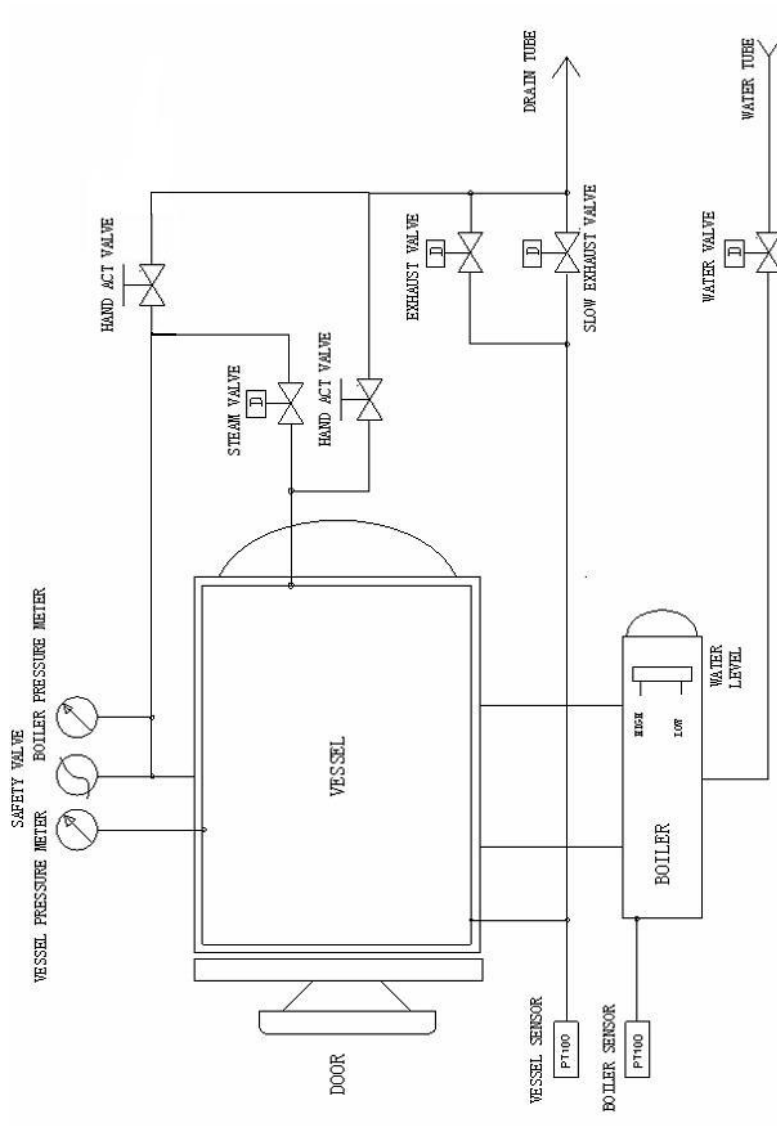 DRAIN TUBE
WATER TUBE
HAND ACT VALVE
EXHAUST VALVE
D
SLOW EXHAUST VALVE
D
WATER VALVE
D
STEAM VALVE
D
HAND ACT VALVE
SAFETY VALVE
VESSEL PRESSURE METER
BOILER PRESSURE METER
VESSEL
WATER
LEVEL
HIGH
LOW
BOILER
DOOR
VESSEL SENSOR
PT100
BOILER SENSOR
PT100